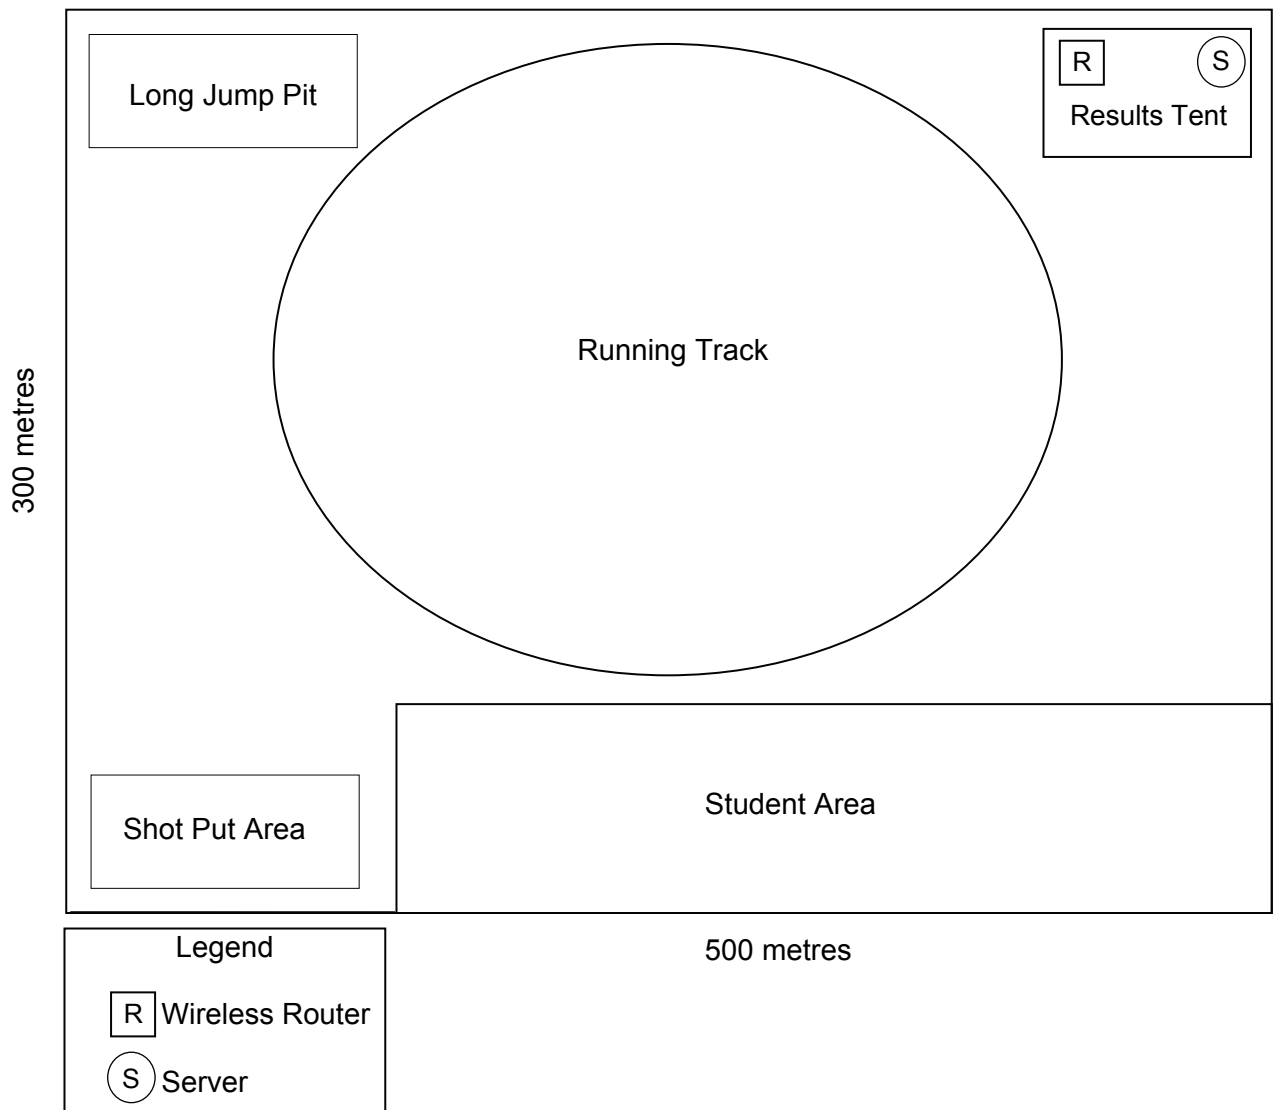 Long Jump Pit
R
S
Results Tent
Running Track
300 metres
Student Area
Shot Put Area
500 metres
Legend
R Wireless Router
S Server